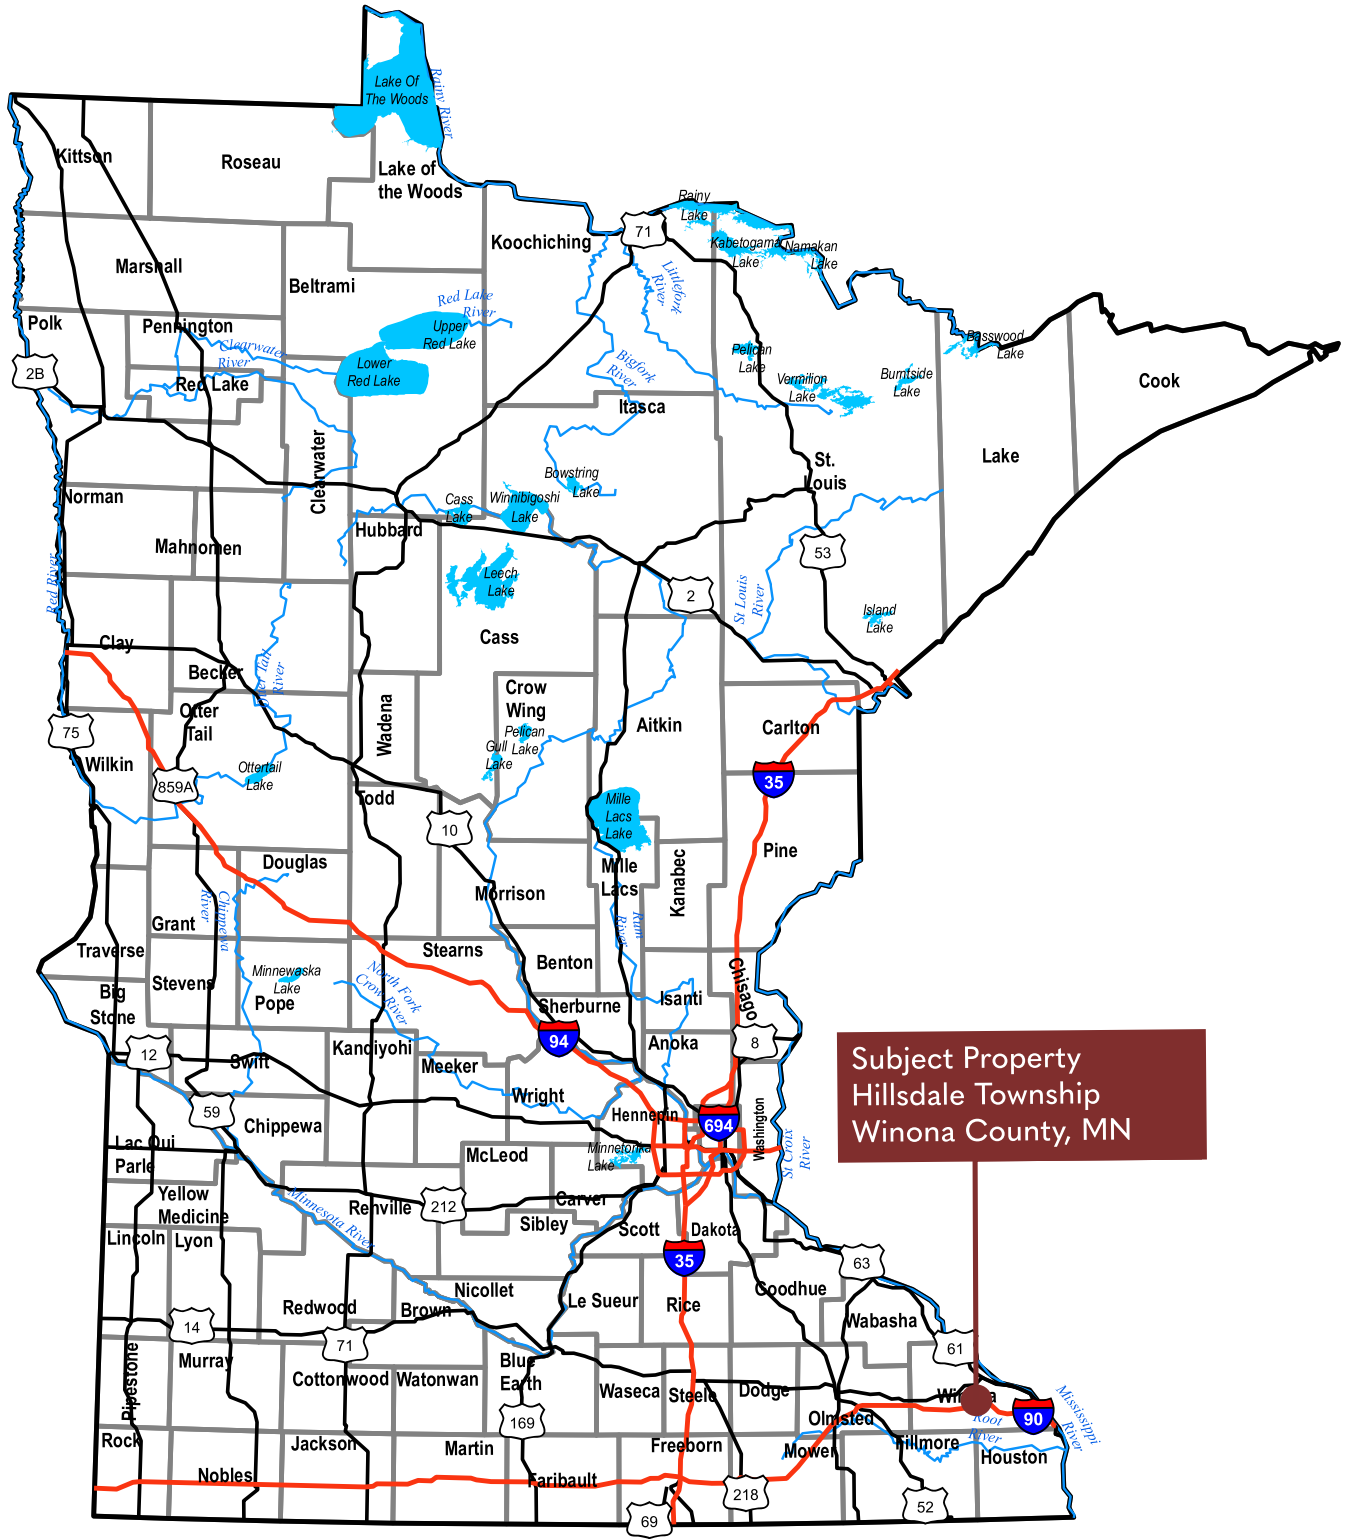 Lake Of
The Woods
Rainy River
Kittson
Roseau
Lake of
the Woods
Rainy
Lake
71
Koochiching
Kabetogama
Lake
Namakan
Lake
Marshall
Beltrami
Littlefork
River
Red Lake
River
Polk
Pennington
Upper
Red Lake
Clearwater
River
Basswood
Lake
Pelican
Lake
2B
Lower
Red Lake
Bigfork
River
Vermilion
Lake
Burntside
Lake
Cook
Red Lake
Itasca
Clearwater
St.
Louis
Lake
Bowstring
Lake
Norman
Cass
Lake
Winnibigoshi
Lake
Hubbard
Mahnomen
53
Red River
Leech
Lake
2
St Louis
River
Island
Lake
Clay
Cass
Becker
Otter Tail
River
Crow
Wing
Otter
Tail
Wadena
Aitkin
Carlton
75
Pelican
Lake
Gull
Lake
Wilkin
Ottertail
Lake
859A
35
Todd
Mille
Lacs
Lake
10
Pine
Douglas
Mille
Lacs
Kanabec
Morrison
Chippewa
River
Grant
Rum
River
Traverse
Stearns
Benton
Minnewaska
Lake
North Fork
Crow River
Chisago
Stevens
Big
Stone
Pope
Sherburne
Isanti
94
Anoka
8
12
Swift
Kandiyohi
Meeker
Subject Property
Hillsdale Township
Winona County, MN
Wright
59
Chippewa
Hennepin
694
Washington
Lac Qui
Parle
McLeod
Minnetonka
Lake
St Croix
River
Yellow
Medicine
Minnesota River
Renville
212
Carver
Sibley
Scott
Dakota
Lincoln
Lyon
35
63
Nicollet
Goodhue
Redwood
Brown
Le Sueur
Rice
Wabasha
14
71
61
Murray
Pipestone
Cottonwood
Watonwan
Blue
Earth
Waseca
Steele
Dodge
Olmsted
90
Mississippi
River
Root
River
169
Rock
Jackson
Martin
Freeborn
Mower
Fillmore
Houston
Nobles
Faribault
218
52
69